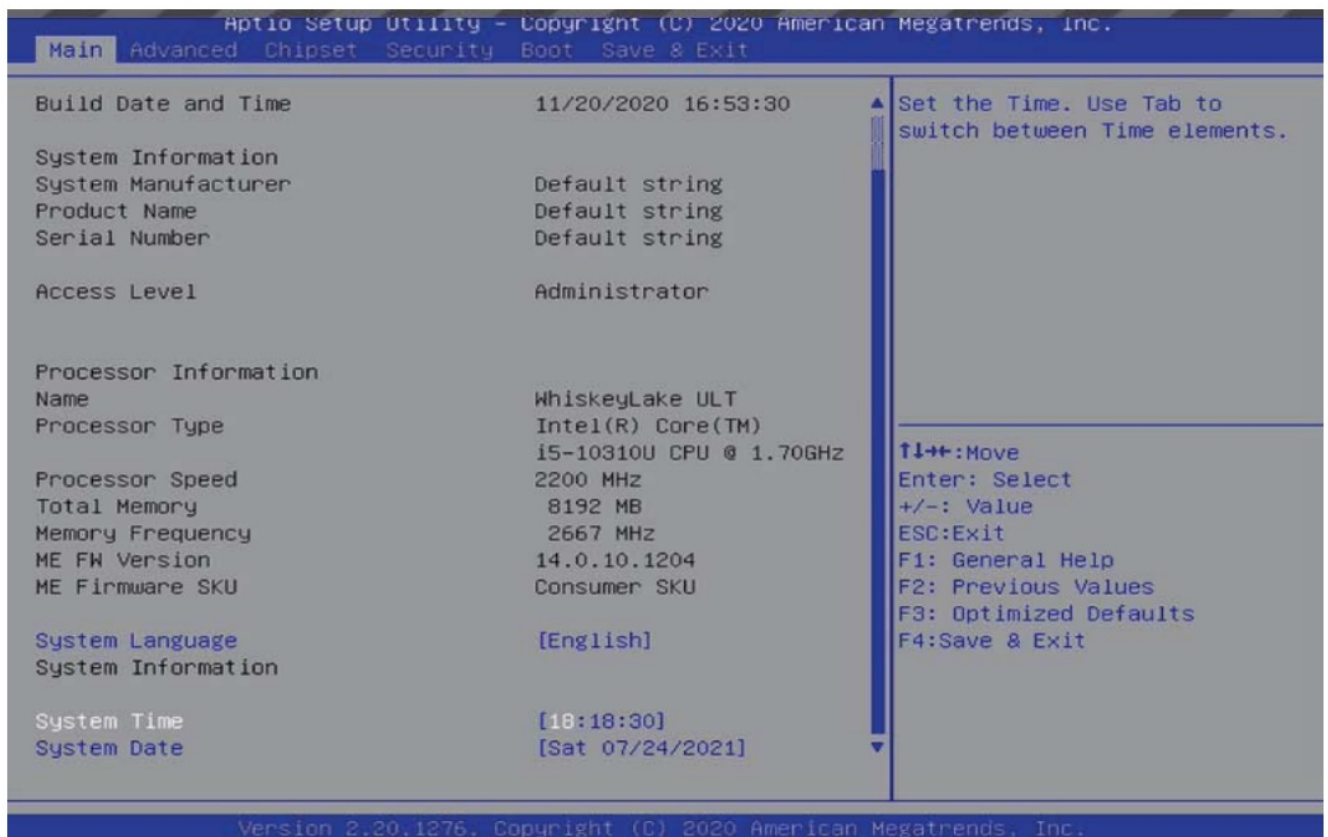 Aptio Setup Utility - Copyright (C) 2020 American Megatrends, Inc.
Main Advanced Chipset Security Boot Save & Exit
Build Date and Time 11/20/2020 16:53:30
System Information
System Manufacturer Default string
Product Name Default string
Serial Number Default string
Access Level Administrator
Processor Information
Name WhiskeyLake ULT
Processor Type Intel(R) Core(TM)
i5-10310U CPU @ 1.70GHz
Processor Speed 2200 MHz
Total Memory 8192 MB
Memory Frequency 2667 MHz
ME FW Version 14.0.10.1204
ME Firmware SKU Consumer SKU
System Language [English]
System Information
System Time [18:18:30]
System Date [Sat 07/24/2021]
Set the Time. Use Tab to
switch between Time elements.
↑↓→←:Move
Enter: Select
+/-: Value
ESC:Exit
F1: General Help
F2: Previous Values
F3: Optimized Defaults
F4:Save & Exit
Version 2.20.1276. Copyright (C) 2020 American Megatrends, Inc.